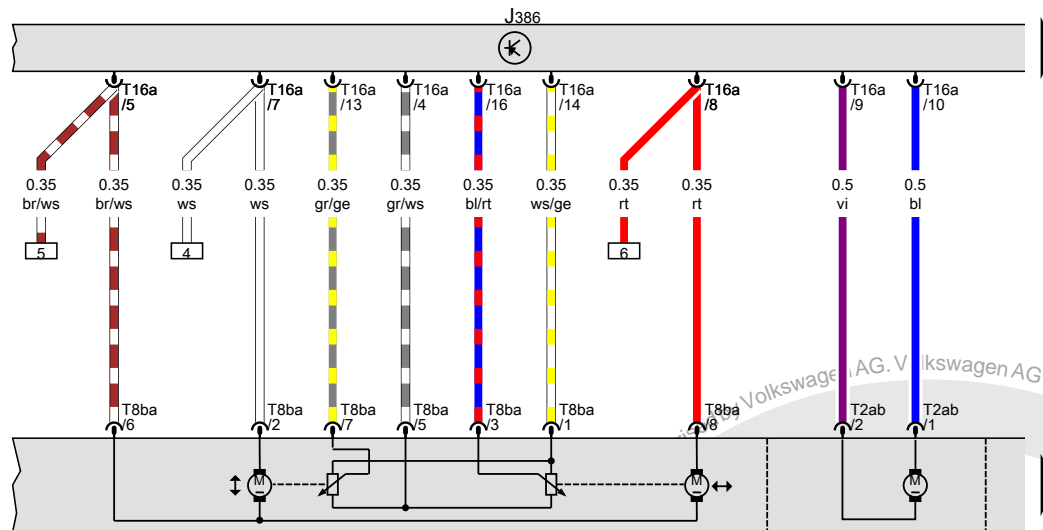 J386
T16a T16a T16a T16a T16a T16a T16a T16a T16a
/5 /7 /13 /4 /16 /14 /8 /9 /10
0.35 0.35 0.35 0.35 0.35 0.35 0.35 0.35 0.35 0.35 0.5 0.5
br/ws br/ws ws ws gr/ge gr/ws bl/rt ws/ge rt rt vi bl
5 4 6
Volkswagen AG. Volkswagen AG
T8ba T8ba T8ba T8ba T8ba T8ba T8ba T2ab T2ab
/6 /2 /7 /5 /3 /1 /8 /2 /1
M M M